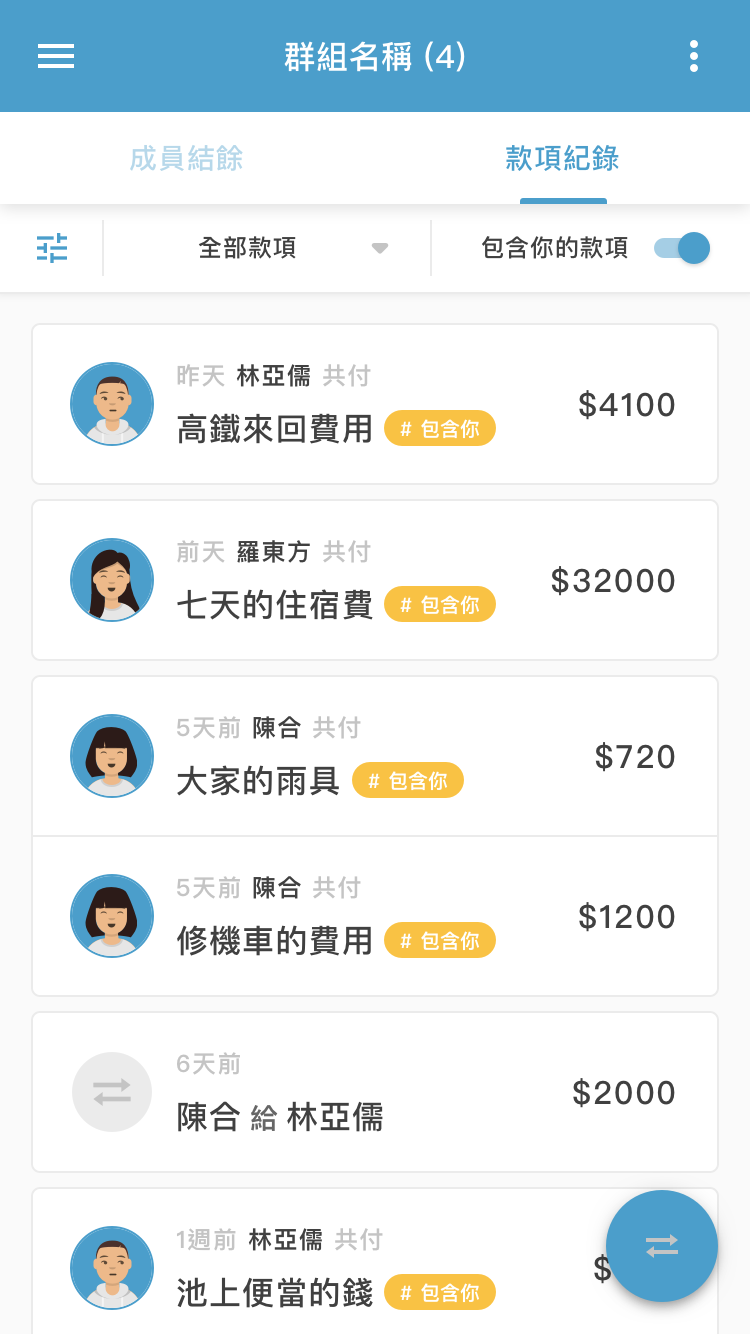 群組名稱 (4)
成員結餘 款項紀錄
全部款項 包含你的款項
昨天 林亞儒 共付
高鐵來回費用 # 包含你 $4100
前天 羅東方 共付
七天的住宿費 # 包含你 $32000
5天前 陳合 共付
大家的雨具 # 包含你 $720
5天前 陳合 共付
修機車的費用 # 包含你 $1200
6天前
陳合 給 林亞儒 $2000
1週前 林亞儒 共付
池上便當的錢 # 包含你 $